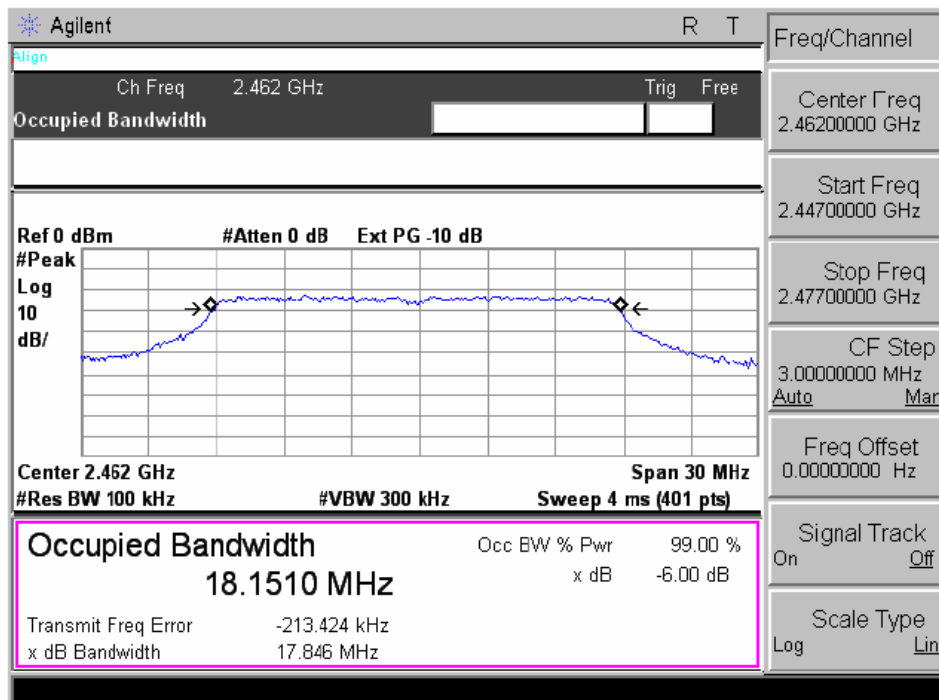 Agilent R T
Align
Ch Freq 2.462 GHz Trig Free
Occupied Bandwidth
Ref 0 dBm #Atten 0 dB Ext PG -10 dB
#Peak
Log
10
dB/
Center 2.462 GHz Span 30 MHz
#Res BW 100 kHz #VBW 300 kHz Sweep 4 ms (401 pts)
Occupied Bandwidth Occ BW % Pwr 99.00 %
18.1510 MHz x dB -6.00 dB
Transmit Freq Error -213.424 kHz
x dB Bandwidth 17.846 MHz
Freq/Channel
Center Freq
2.46200000 GHz
Start Freq
2.44700000 GHz
Stop Freq
2.47700000 GHz
CF Step
3.00000000 MHz
Auto Man
Freq Offset
0.00000000 Hz
Signal Track
On Off
Scale Type
Log Lin